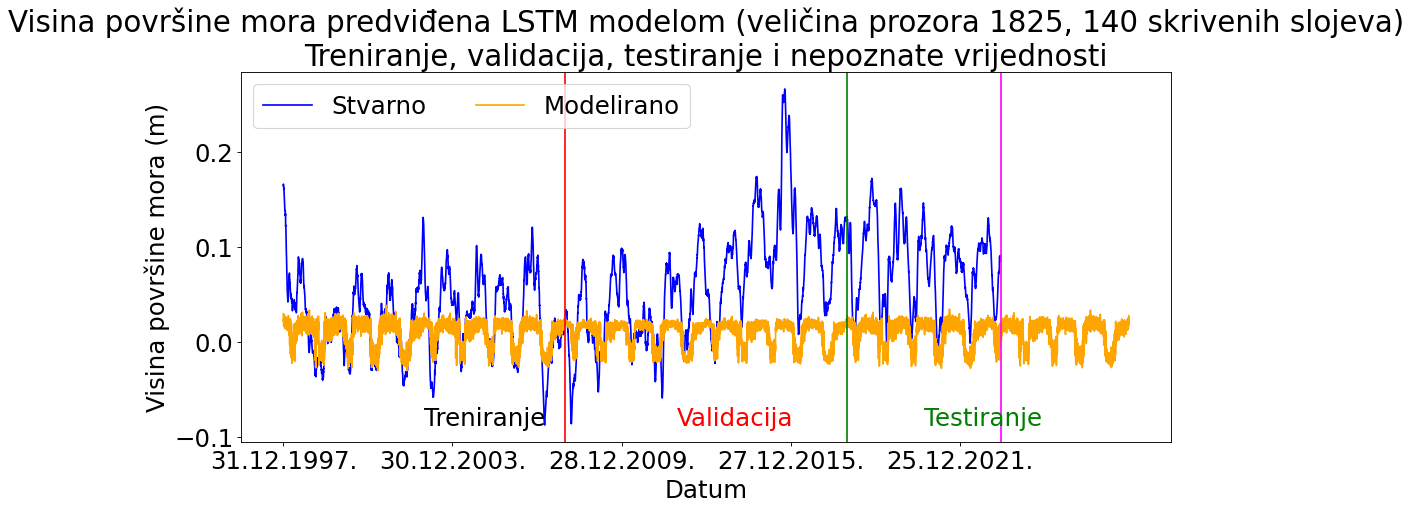 Visina površine mora predviđena LSTM modelom (veličina prozora 1825, 140 skrivenih slojeva)
Treniranje, validacija, testiranje i nepoznate vrijednosti
Stvarno
Modelirano
Visina površine mora (m)
0.2
0.1
0.0
−0.1
Treniranje
Validacija
Testiranje
31.12.1997.
30.12.2003.
28.12.2009.
27.12.2015.
25.12.2021.
Datum